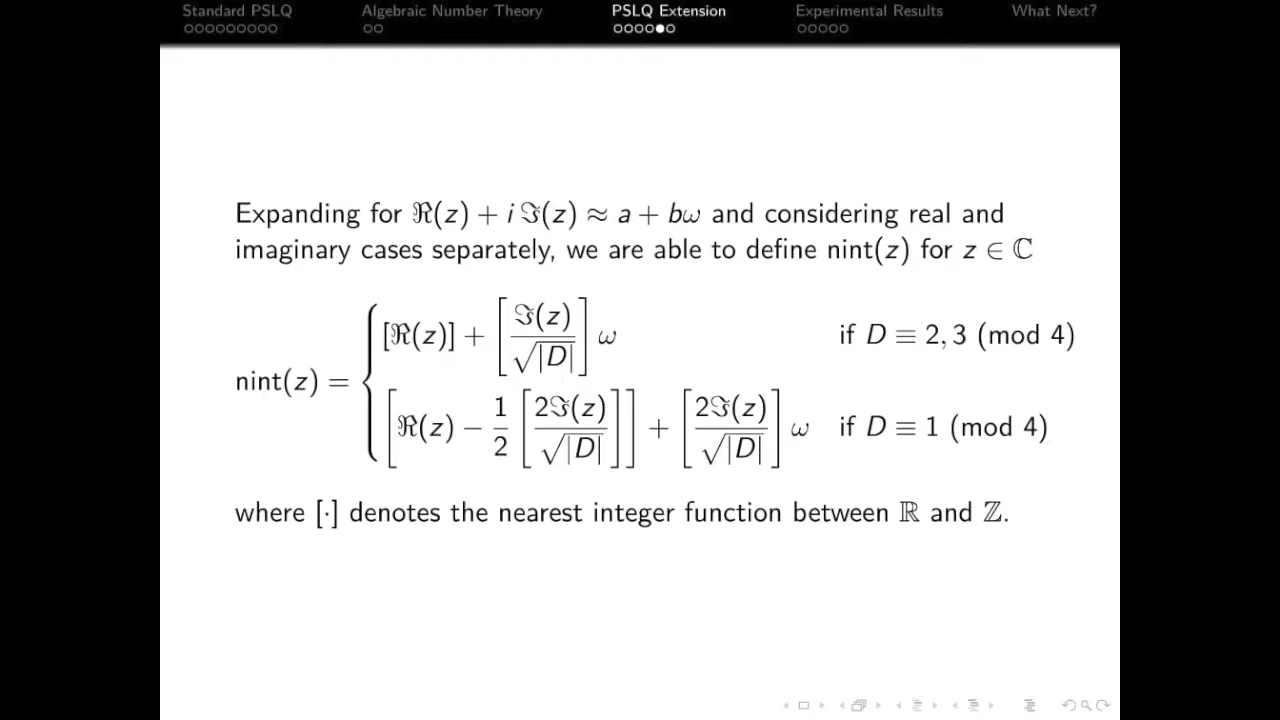 Standard PSLQ Algebraic Number Theory PSLQ Extension Experimental Results What Next?
Expanding for ℜ(z) + i ℑ(z) ≈ a + bω and considering real and
imaginary cases separately, we are able to define nint(z) for z ∈ ℂ
nint(z) = { [ℜ(z)] + [ℑ(z) / √|D|] ω if D ≡ 2, 3 (mod 4)
[ℜ(z) − 1/2 [2ℑ(z) / √|D|]] + [2ℑ(z) / √|D|] ω if D ≡ 1 (mod 4)
where [·] denotes the nearest integer function between ℝ and ℤ.